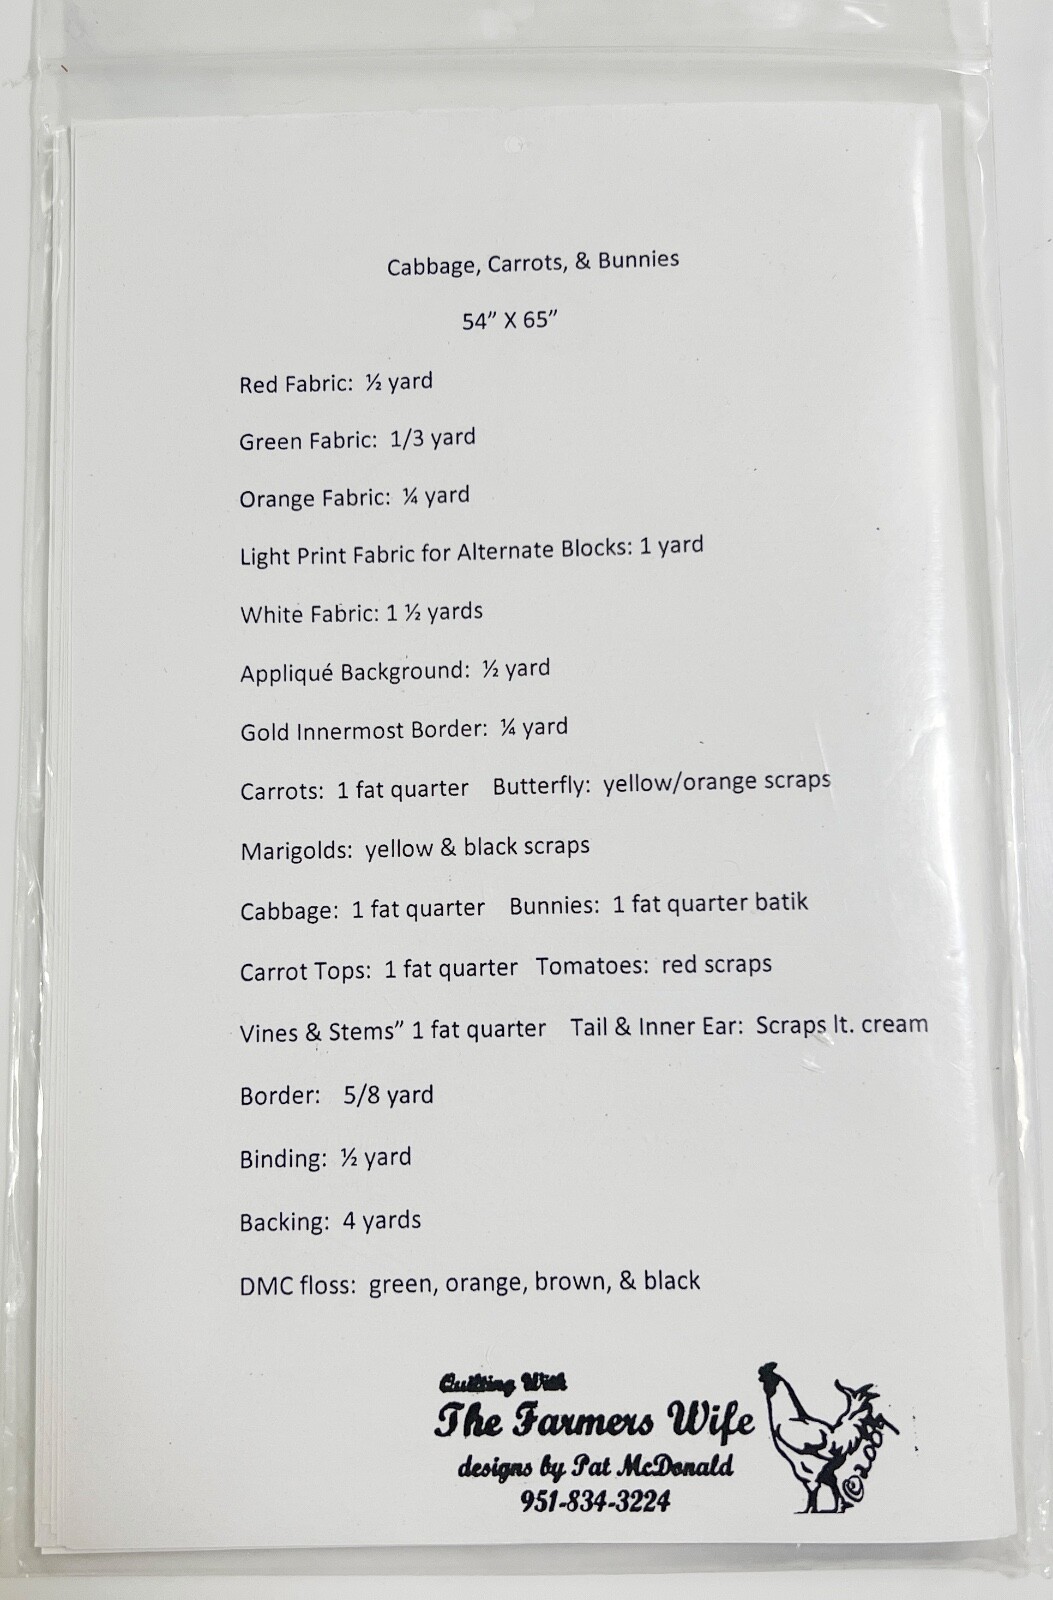 Cabbage, Carrots, & Bunnies
54” X 65”
Red Fabric: ½ yard
Green Fabric: 1/3 yard
Orange Fabric: ¼ yard
Light Print Fabric for Alternate Blocks: 1 yard
White Fabric: 1 ½ yards
Appliqué Background: ½ yard
Gold Innermost Border: ¼ yard
Carrots: 1 fat quarter Butterfly: yellow/orange scraps
Marigolds: yellow & black scraps
Cabbage: 1 fat quarter Bunnies: 1 fat quarter batik
Carrot Tops: 1 fat quarter Tomatoes: red scraps
Vines & Stems” 1 fat quarter Tail & Inner Ear: Scraps lt. cream
Border: 5/8 yard
Binding: ½ yard
Backing: 4 yards
DMC floss: green, orange, brown, & black
Quilting With
The Farmers Wife
designs by Pat McDonald
951-834-3224
©2009